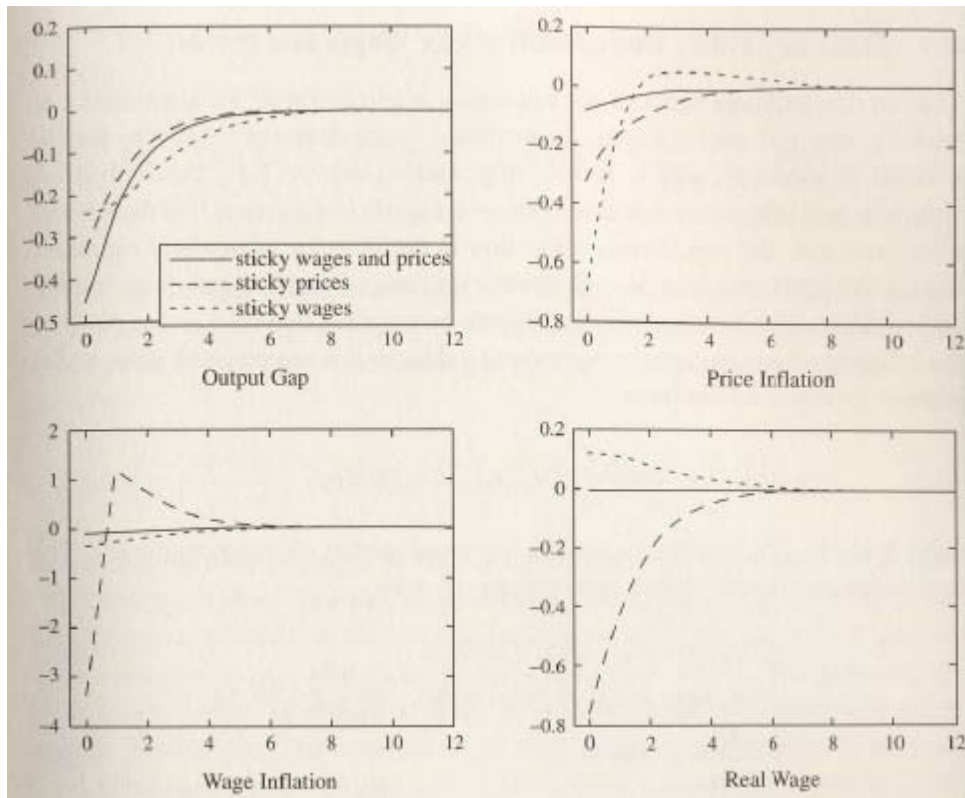 0.2
0.1
0
-0.1
-0.2
-0.3
-0.4
-0.5
0 2 4 6 8 10 12
sticky wages and prices
sticky prices
sticky wages
Output Gap
0.2
0
-0.2
-0.4
-0.6
-0.8
0 2 4 6 8 10 12
Price Inflation
2
1
0
-1
-2
-3
-4
0 2 4 6 8 10 12
Wage Inflation
0.2
0
-0.2
-0.4
-0.6
-0.8
0 2 4 6 8 10 12
Real Wage